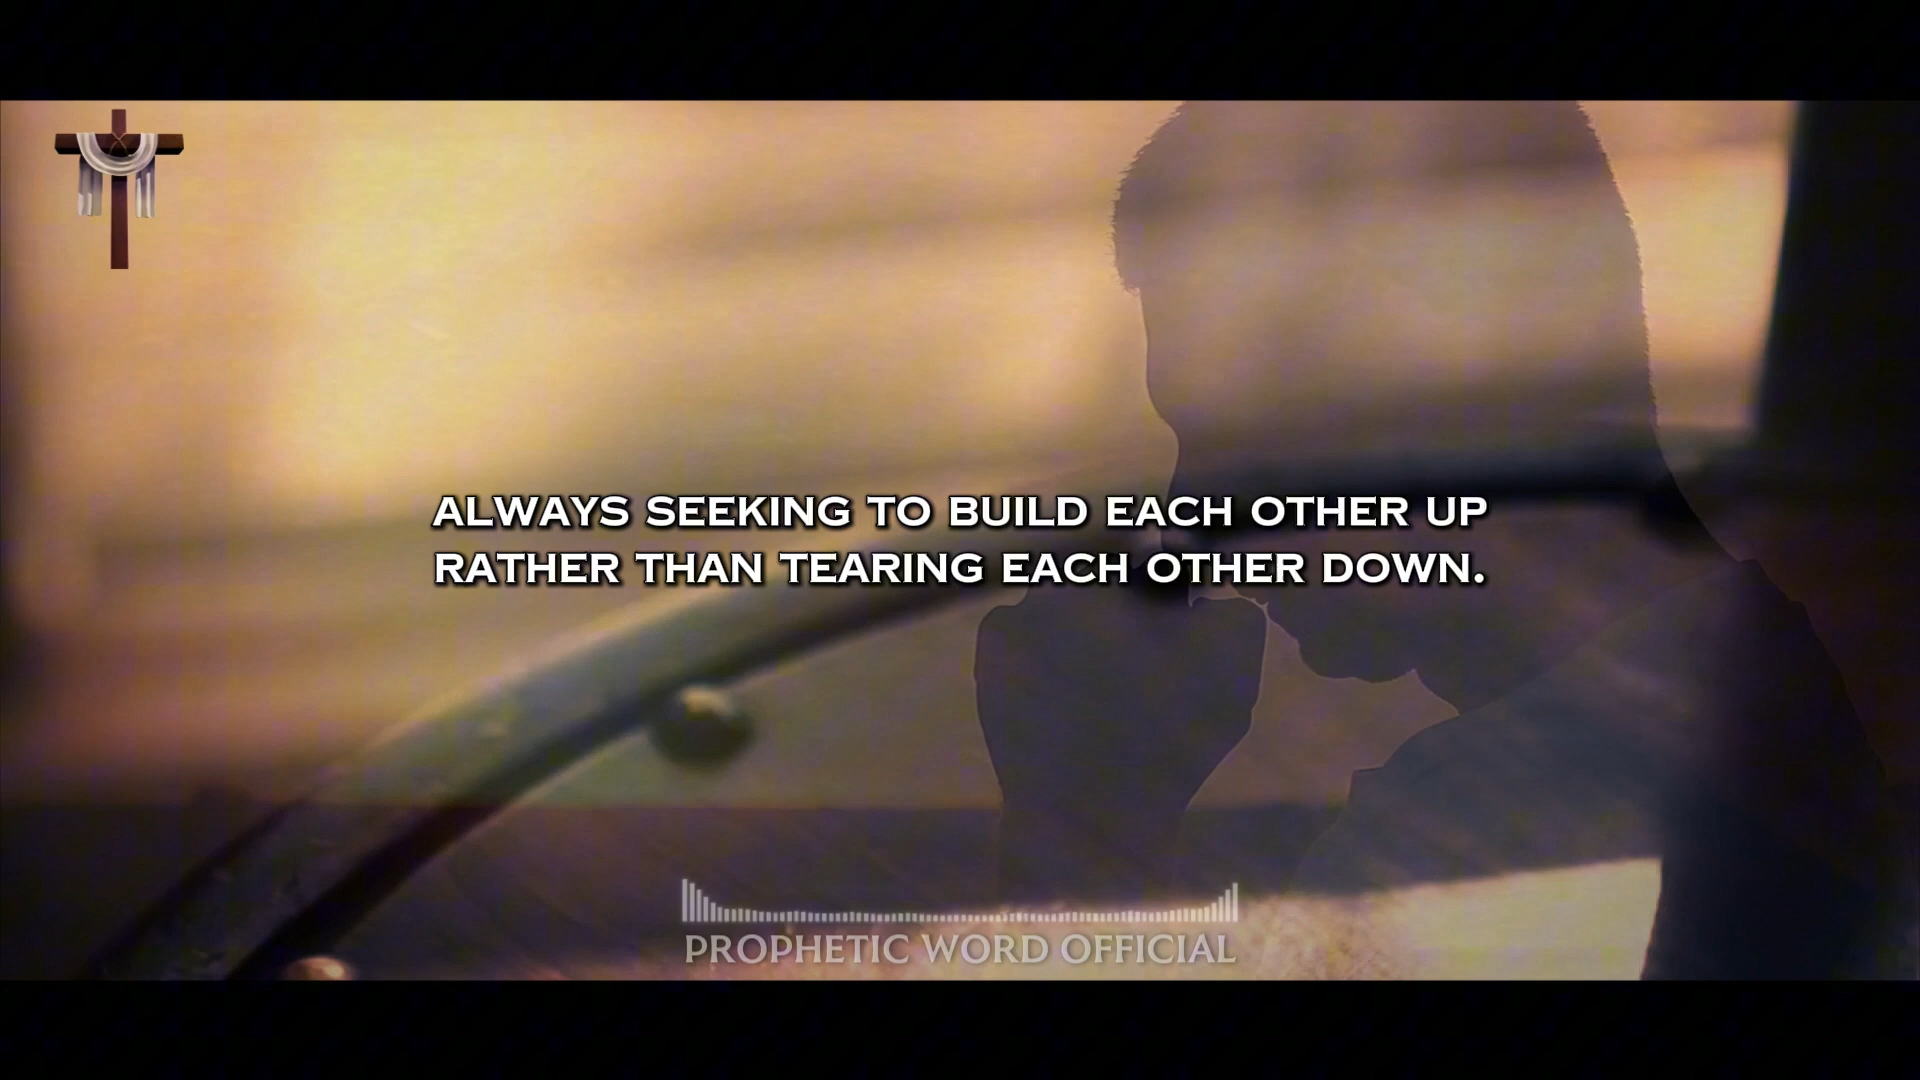 ALWAYS SEEKING TO BUILD EACH OTHER UP
RATHER THAN TEARING EACH OTHER DOWN.
PROPHETIC WORD OFFICIAL